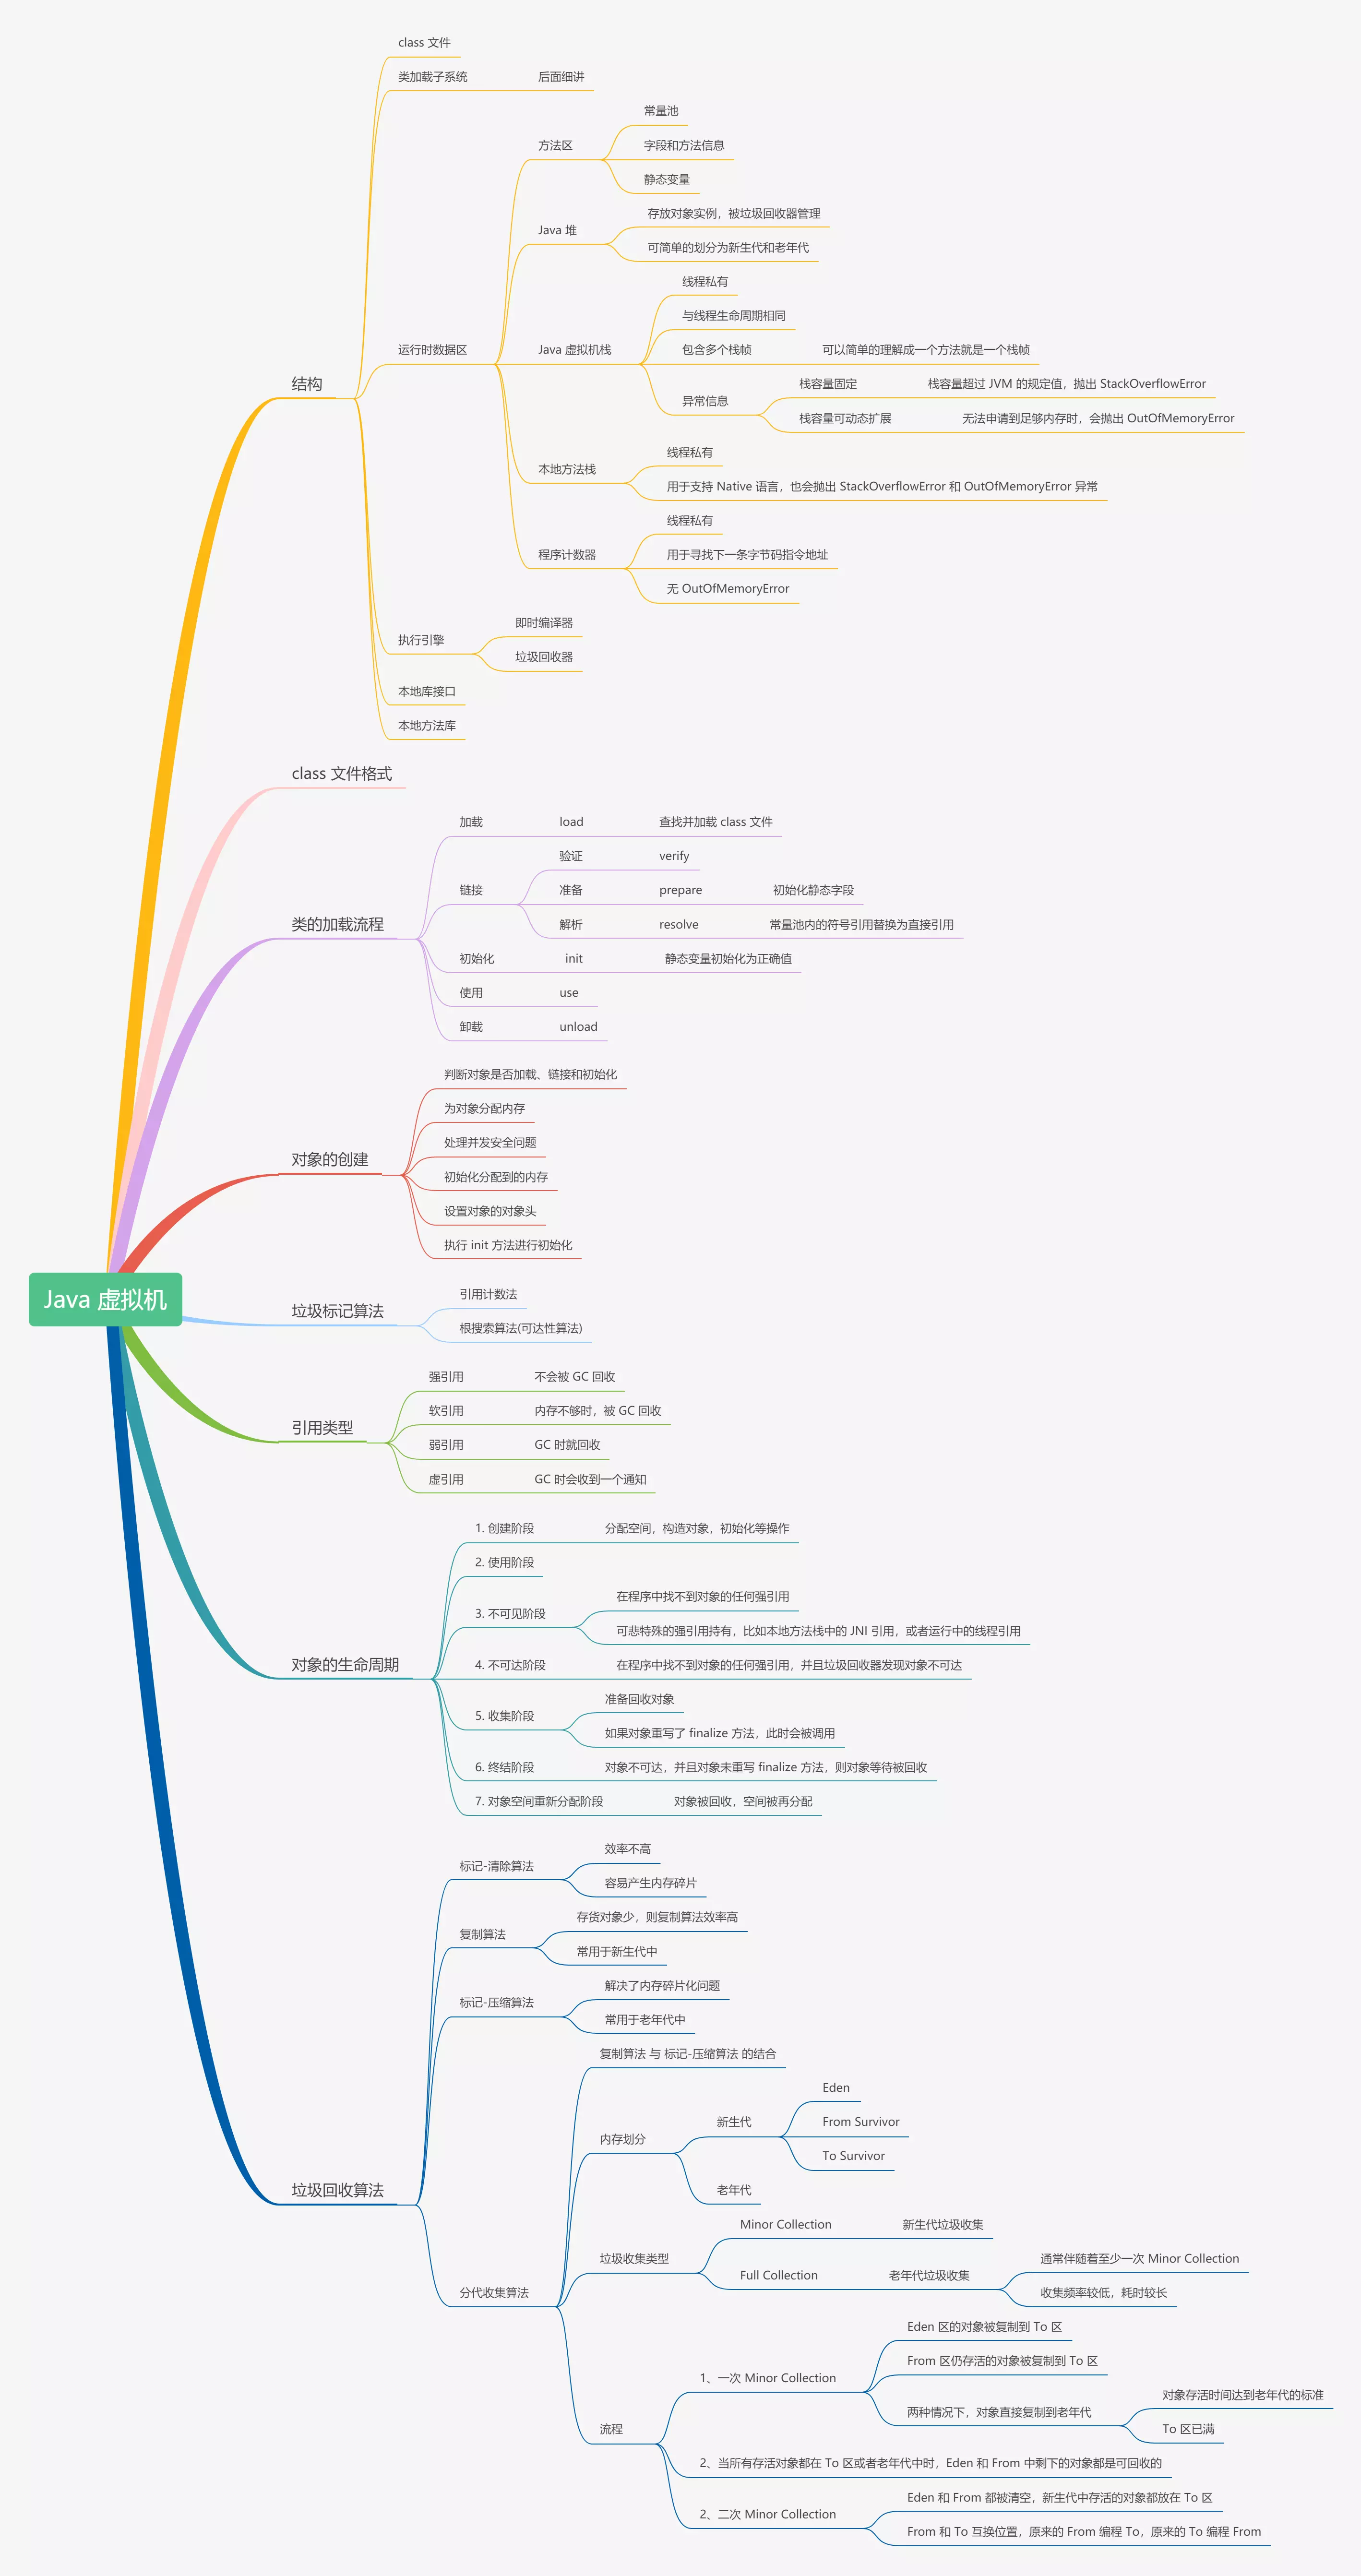 class 文件
类加载子系统
后面细讲
常量池
方法区
字段和方法信息
静态变量
存放对象实例，被垃圾回收器管理
Java 堆
可简单的划分为新生代和老年代
线程私有
与线程生命周期相同
运行时数据区
Java 虚拟机栈
包含多个栈帧
可以简单的理解成一个方法就是一个栈帧
结构
栈容量固定
栈容量超过 JVM 的规定值，抛出 StackOverflowError
异常信息
栈容量可动态扩展
无法申请到足够内存时，会抛出 OutOfMemoryError
线程私有
本地方法栈
用于支持 Native 语言，也会抛出 StackOverflowError 和 OutOfMemoryError 异常
线程私有
程序计数器
用于寻找下一条字节码指令地址
无 OutOfMemoryError
即时编译器
执行引擎
垃圾回收器
本地库接口
本地方法库
class 文件格式
加载
load
查找并加载 class 文件
验证
verify
链接
准备
prepare
初始化静态字段
类的加载流程
解析
resolve
常量池内的符号引用替换为直接引用
初始化
init
静态变量初始化为正确值
使用
use
卸载
unload
判断对象是否加载、链接和初始化
为对象分配内存
处理并发安全问题
对象的创建
初始化分配到的内存
设置对象的对象头
执行 init 方法进行初始化
Java 虚拟机
引用计数法
垃圾标记算法
根搜索算法(可达性算法)
强引用
不会被 GC 回收
软引用
内存不够时，被 GC 回收
引用类型
弱引用
GC 时就回收
虚引用
GC 时会收到一个通知
1. 创建阶段
分配空间，构造对象，初始化等操作
2. 使用阶段
在程序中找不到对象的任何强引用
3. 不可见阶段
可悲特殊的强引用持有，比如本地方法栈中的 JNI 引用，或者运行中的线程引用
对象的生命周期
4. 不可达阶段
在程序中找不到对象的任何强引用，并且垃圾回收器发现对象不可达
准备回收对象
5. 收集阶段
如果对象重写了 finalize 方法，此时会被调用
6. 终结阶段
对象不可达，并且对象未重写 finalize 方法，则对象等待被回收
7. 对象空间重新分配阶段
对象被回收，空间被再分配
效率不高
标记-清除算法
容易产生内存碎片
存货对象少，则复制算法效率高
复制算法
常用于新生代中
解决了内存碎片化问题
标记-压缩算法
常用于老年代中
复制算法 与 标记-压缩算法 的结合
Eden
新生代
From Survivor
内存划分
To Survivor
垃圾回收算法
老年代
Minor Collection
新生代垃圾收集
垃圾收集类型
通常伴随着至少一次 Minor Collection
Full Collection
老年代垃圾收集
收集频率较低，耗时较长
分代收集算法
Eden 区的对象被复制到 To 区
From 区仍存活的对象被复制到 To 区
1、一次 Minor Collection
对象存活时间达到老年代的标准
两种情况下，对象直接复制到老年代
To 区已满
流程
2、当所有存活对象都在 To 区或者老年代中时，Eden 和 From 中剩下的对象都是可回收的
Eden 和 From 都被清空，新生代中存活的对象都放在 To 区
2、二次 Minor Collection
From 和 To 互换位置，原来的 From 编程 To，原来的 To 编程 From